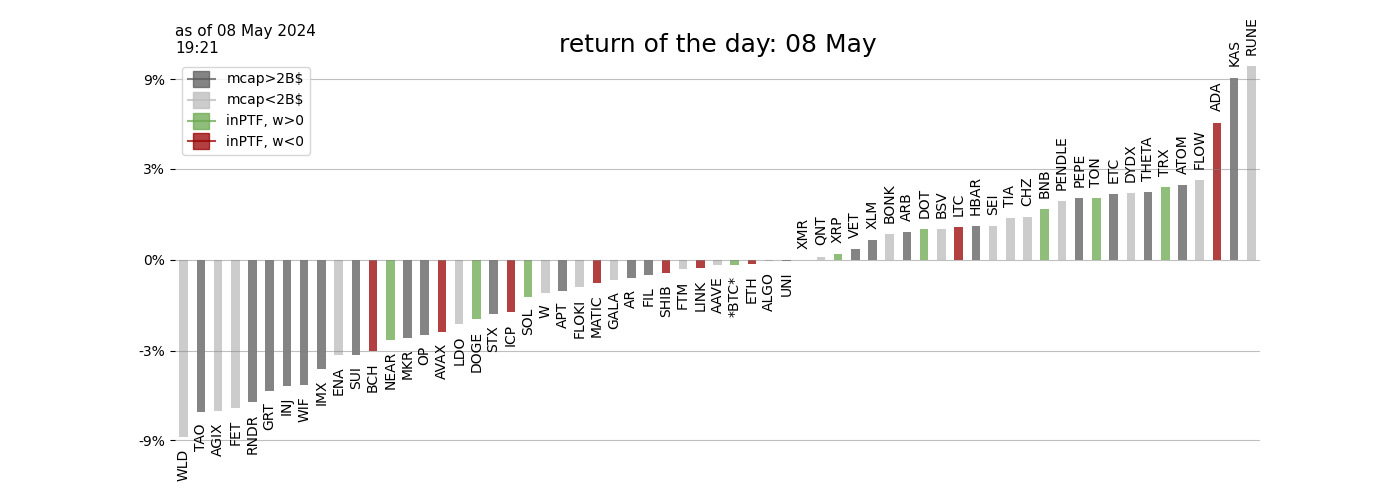 as of 08 May 2024
19:21
return of the day: 08 May
mcap>2B$
mcap<2B$
inPTF, w>0
inPTF, w<0
9%
3%
0%
-3%
-9%
WLD
TAO
AGIX
FET
RNDR
GRT
INJ
WIF
IMX
ENA
SUI
BCH
NEAR
MKR
OP
AVAX
LDO
DOGE
STX
ICP
SOL
W
APT
FLOKI
MATIC
GALA
AR
FIL
SHIB
FTM
LINK
AAVE
*BTC*
ETH
ALGO
UNI
XMR
QNT
XRP
VET
XLM
BONK
ARB
DOT
BSV
LTC
HBAR
SEI
TIA
CHZ
BNB
PENDLE
PEPE
TON
ETC
DYDX
THETA
TRX
ATOM
FLOW
ADA
KAS
RUNE